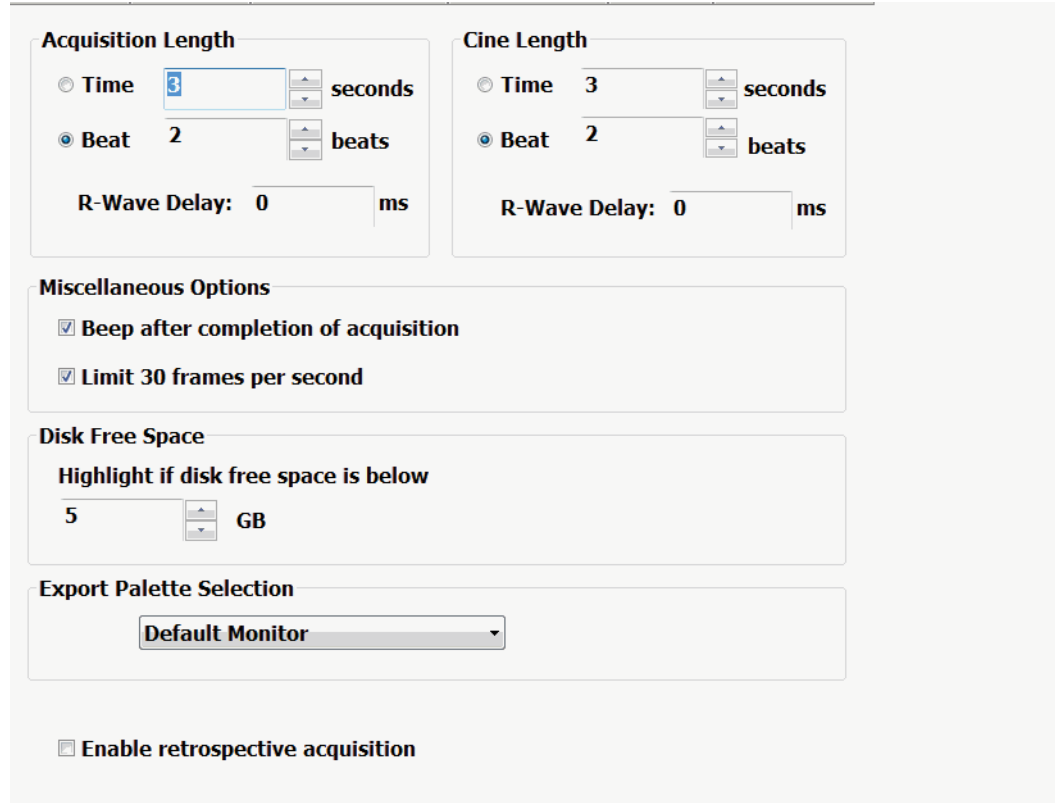 Acquisition Length
Time 3 seconds
Beat 2 beats
R-Wave Delay: 0 ms
Cine Length
Time 3 seconds
Beat 2 beats
R-Wave Delay: 0 ms
Miscellaneous Options
Beep after completion of acquisition
Limit 30 frames per second
Disk Free Space
Highlight if disk free space is below
5 GB
Export Palette Selection
Default Monitor
Enable retrospective acquisition